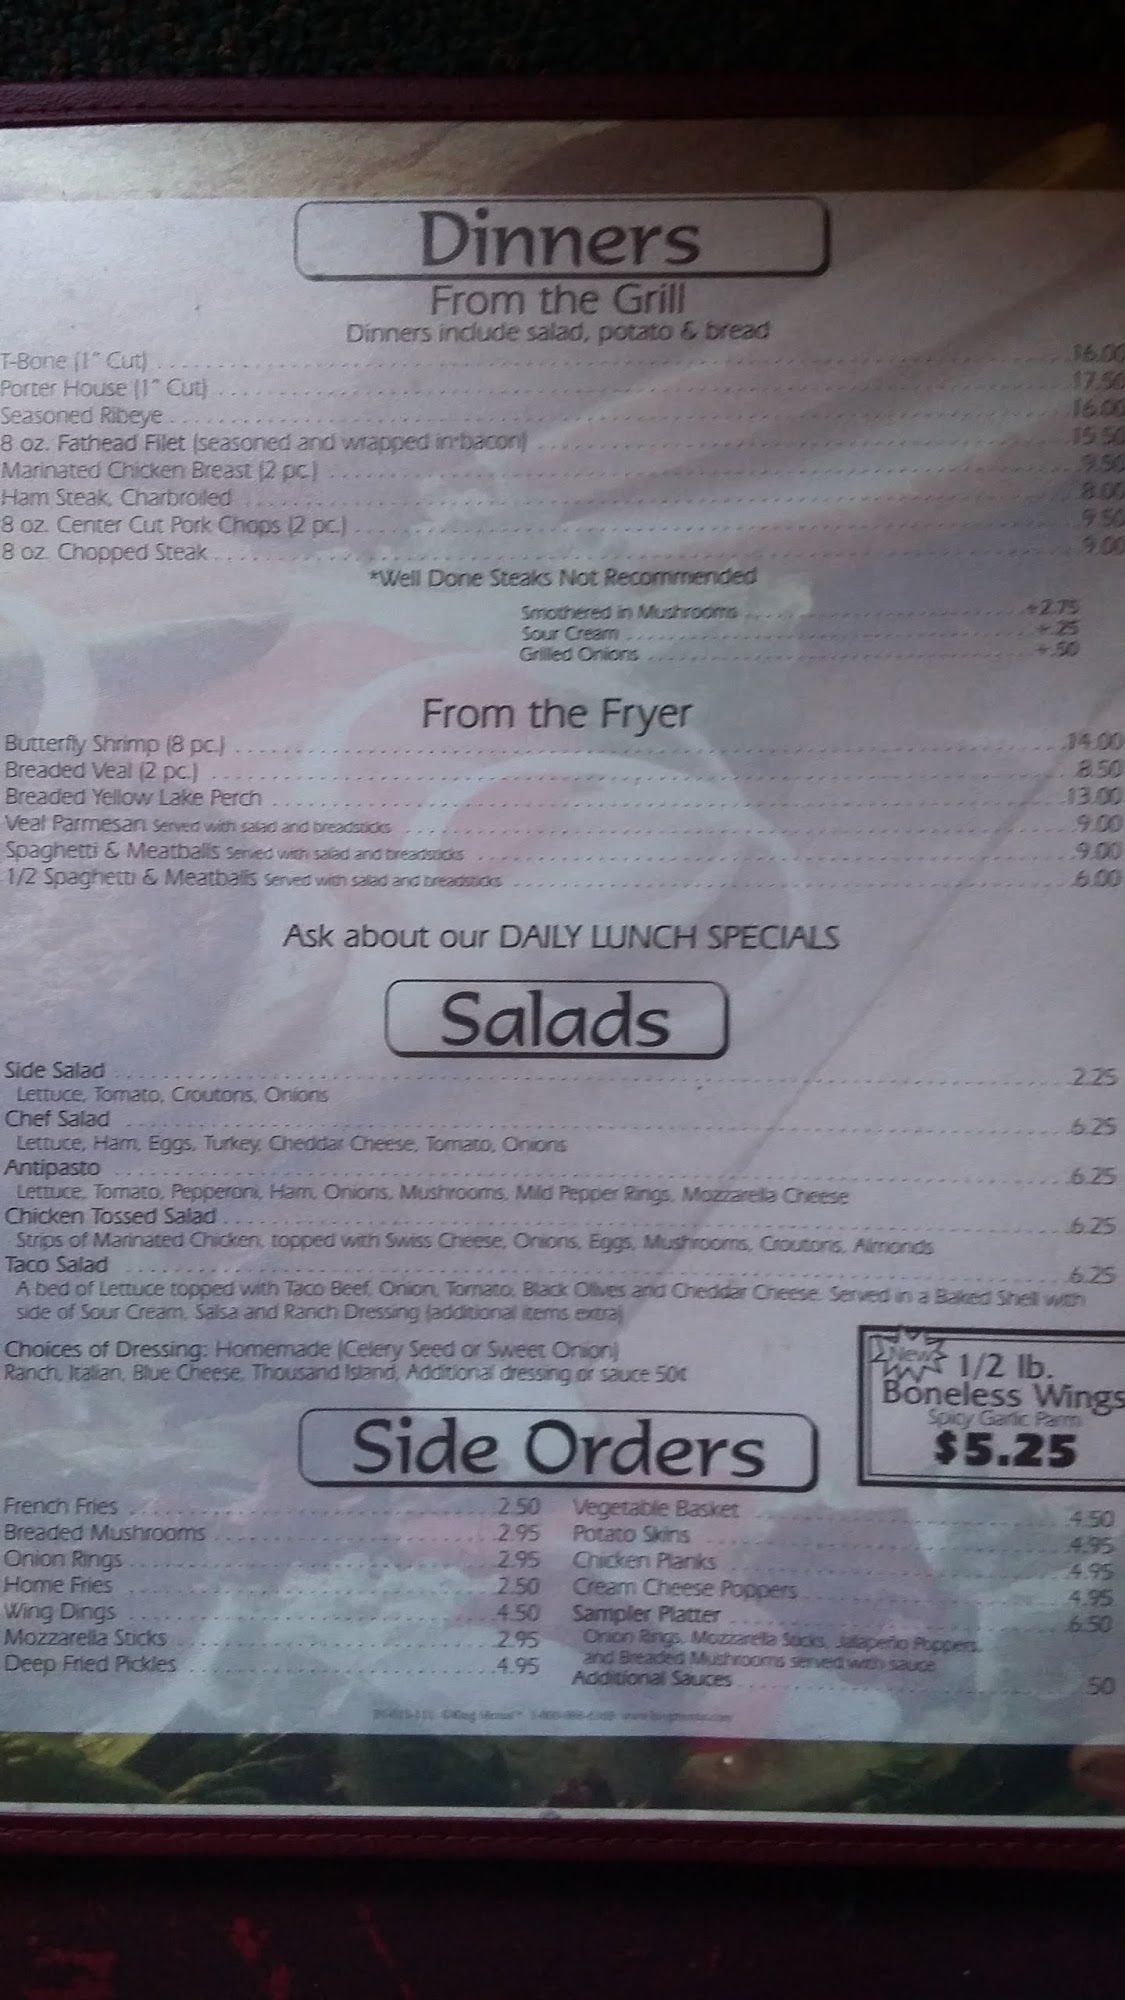 Dinners
From the Grill
Dinners include salad, potato & bread
T-Bone (1" Cut) 16.00
Porter House (1" Cut) 17.50
Seasoned Ribeye 16.00
8 oz. Fathead Filet (seasoned and wrapped in bacon) 15.50
Marinated Chicken Breast (2 pc.) 9.50
Ham Steak, Charbroiled 8.00
8 oz. Center Cut Pork Chops (2 pc.) 9.50
8 oz. Chopped Steak 9.00
*Well Done Steaks Not Recommended
Smothered in Mushrooms +2.75
Sour Cream +.25
Grilled Onions +.50
From the Fryer
Butterfly Shrimp (8 pc.) 14.00
Breaded Veal (2 pc.) 8.50
Breaded Yellow Lake Perch 13.00
Veal Parmesan Served with salad and breadsticks 9.00
Spaghetti & Meatballs Served with salad and breadsticks 9.00
1/2 Spaghetti & Meatballs Served with salad and breadsticks 6.00
Ask about our DAILY LUNCH SPECIALS
Salads
Side Salad 2.25
Lettuce, Tomato, Croutons, Onions
Chef Salad 6.25
Lettuce, Ham, Eggs, Turkey, Cheddar Cheese, Tomato, Onions
Antipasto 6.25
Lettuce, Tomato, Pepperoni, Ham, Onions, Mushrooms, Mild Pepper Rings, Mozzarella Cheese
Chicken Tossed Salad 6.25
Strips of Marinated Chicken, topped with Swiss Cheese, Onions, Eggs, Mushrooms, Croutons, Almonds
Taco Salad 6.25
A bed of Lettuce topped with Taco Beef, Onion, Tomato, Black Olives and Cheddar Cheese. Served in a Baked Shell with
side of Sour Cream, Salsa and Ranch Dressing (additional items extra)
Choices of Dressing: Homemade (Celery Seed or Sweet Onion)
Ranch, Italian, Blue Cheese, Thousand Island, Additional dressing or sauce 50¢
New 1/2 lb.
Boneless Wings
Spicy Garlic Parm
$5.25
Side Orders
French Fries 2.50
Breaded Mushrooms 2.95
Onion Rings 2.95
Home Fries 2.50
Wing Dings 4.50
Mozzarella Sticks 2.95
Deep Fried Pickles 4.95
Vegetable Basket 4.50
Potato Skins 4.95
Chicken Planks 4.95
Cream Cheese Poppers 4.95
Sampler Platter 6.50
Onion Rings, Mozzarella Sticks, Jalapeño Poppers,
and Breaded Mushrooms served with sauce
Additional Sauces 50